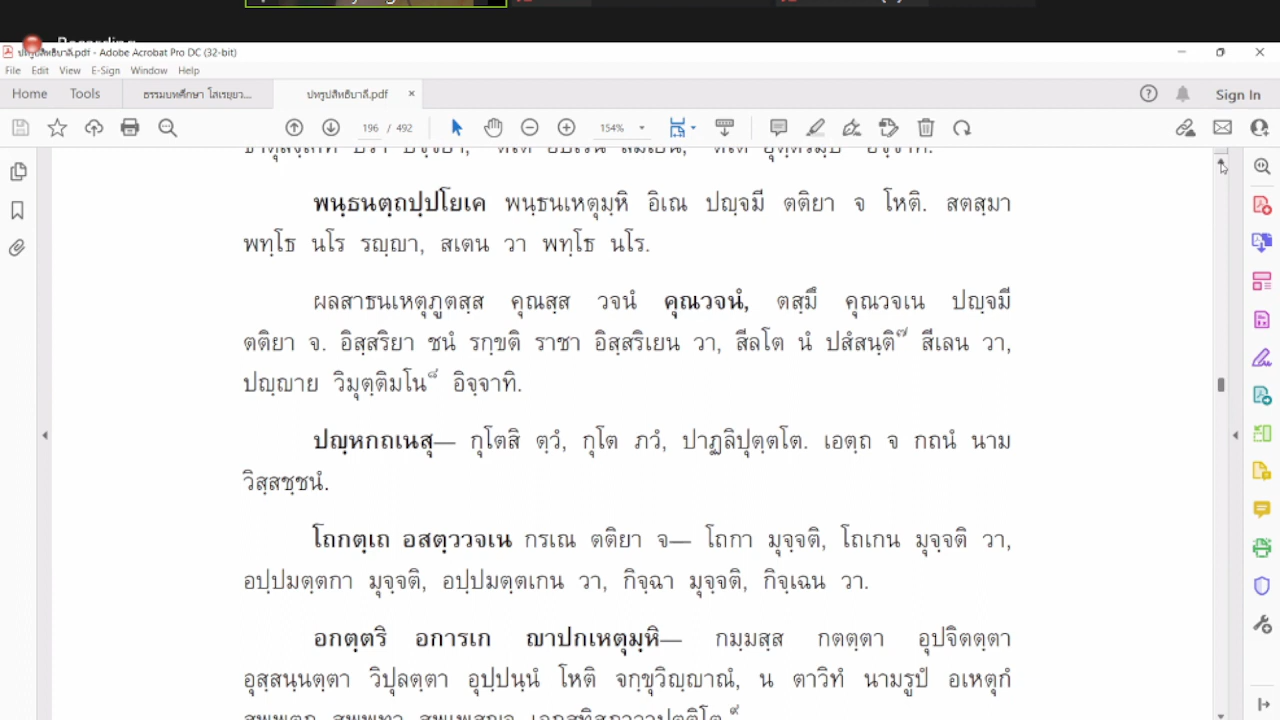 Recording
ปทรูปสิทธิบาลี.pdf - Adobe Acrobat Pro DC (32-bit)
File Edit View E-Sign Window Help
Home Tools ธรรมบทศึกษา โสเรยฺยว... ปทรูปสิทธิบาลี.pdf × Sign In
196 / 492 154%
พนฺธนตฺถปฺปโยเค พนฺธนเหตุมฺหิ อิเณ ปญฺจมี ตติยา จ โหติ. สตสฺมา
พทฺโธ นโร รญฺญา, สเตน วา พทฺโธ นโร.
ผลสาธนเหตุภูตสฺส คุณสฺส วจนํ คุณวจนํ, ตสฺมึ คุณวจเน ปญฺจมี
ตติยา จ. อิสฺสริยา ชนํ รกฺขติ ราชา อิสฺสริเยน วา, สีลโต นํ ปสํสนฺติ๗ สีเลน วา,
ปญฺญาย วิมุตฺติมโน๘ อิจฺจาทิ.
ปญฺหกถเนสุ— กุโตสิ ตฺวํ, กุโต ภวํ, ปาฏลิปุตฺตโต. เอตฺถ จ กถนํ นาม
วิสฺสชฺชนํ.
โถกตฺเถ อสตฺววจเน กรเณ ตติยา จ— โถกา มุจฺจติ, โถเกน มุจฺจติ วา,
อปฺปมตฺตกา มุจฺจติ, อปฺปมตฺตเกน วา, กิจฺฉา มุจฺจติ, กิจฺเฉน วา.
อกตฺตริ อการเก ญาปกเหตุมฺหิ— กมฺมสฺส กตตฺตา อุปจิตตฺตา
อุสฺสนฺนตฺตา วิปุลตฺตา อุปฺปนฺนํ โหติ จกฺขุวิญฺญาณํ, น ตาวิทํ นามรูปํ อเหตุกํ